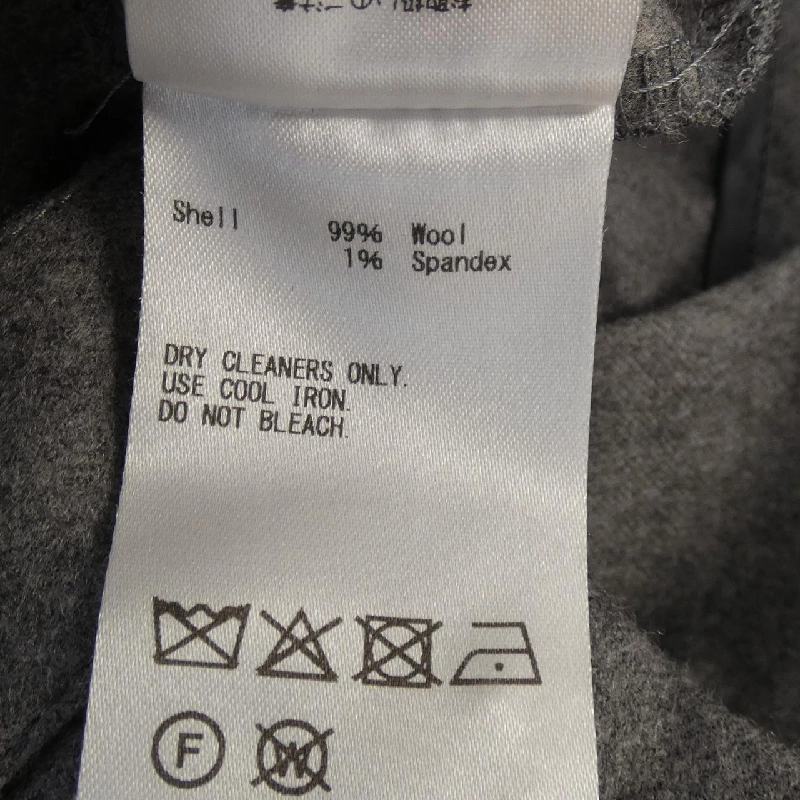 Shell 99% Wool
1% Spandex
DRY CLEANERS ONLY.
USE COOL IRON.
DO NOT BLEACH.
F W